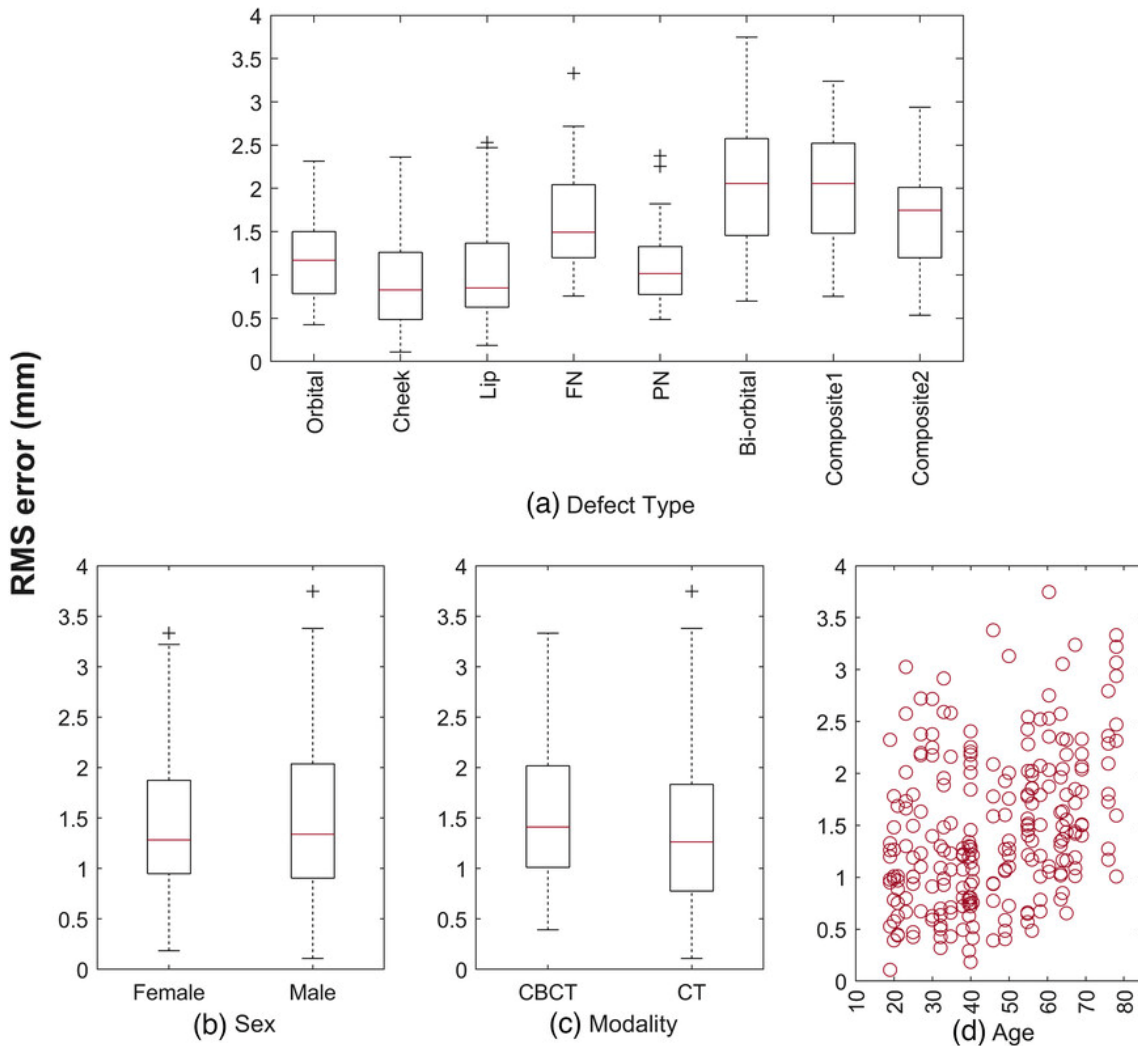 4
3.5
3
2.5
2
1.5
1
0.5
0
Orbital
Cheek
Lip
FN
PN
Bi-orbital
Composite1
Composite2
(a) Defect Type
RMS error (mm)
4
3.5
3
2.5
2
1.5
1
0.5
0
Female Male
(b) Sex
4
3.5
3
2.5
2
1.5
1
0.5
0
CBCT CT
(c) Modality
4
3.5
3
2.5
2
1.5
1
0.5
0
10
20
30
40
50
60
70
80
(d) Age